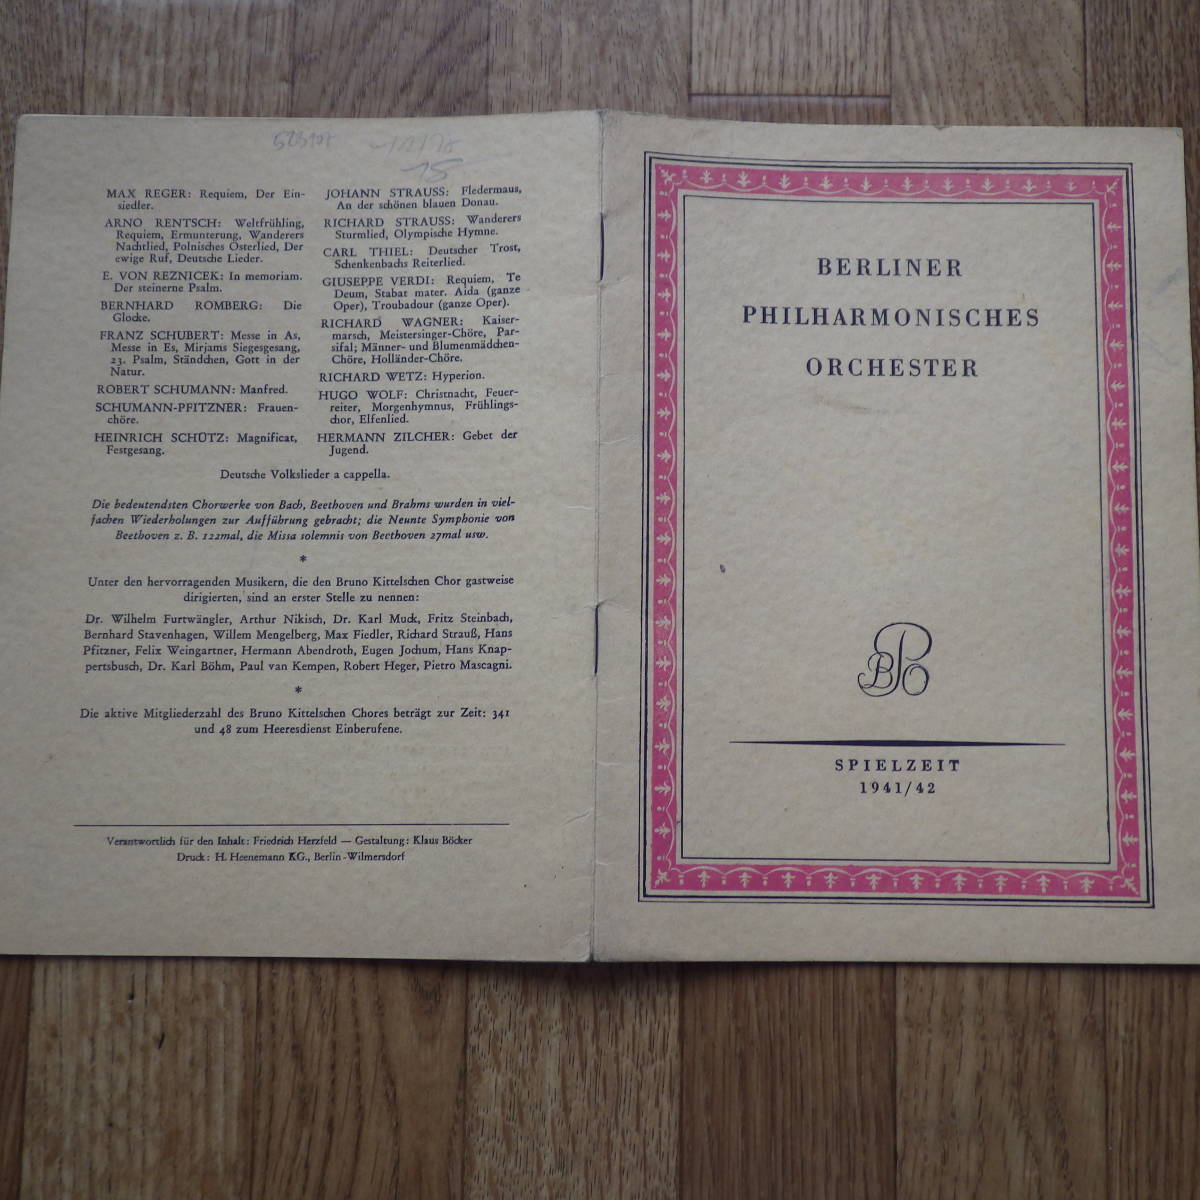 MAX REGER: Requiem, Der Ein-
siedler.
ARNO RENTSCH: Weltfrühling,
Requiem, Ermunterung, Wanderers
Nachtlied, Polnisches Osterlied, Der
ewige Ruf, Deutsche Lieder.
E. VON REZNICEK: In memoriam.
Der steinerne Psalm.
BERNHARD ROMBERG: Die
Glocke.
FRANZ SCHUBERT: Messe in As,
Messe in Es, Mirjams Siegesgesang,
23. Psalm, Ständchen, Gott in der
Natur.
ROBERT SCHUMANN: Manfred.
SCHUMANN-PFITZNER: Frauen-
chöre.
HEINRICH SCHÜTZ: Magnificat,
Festgesang.
JOHANN STRAUSS: Fledermaus,
An der schönen blauen Donau.
RICHARD STRAUSS: Wanderers
Sturmlied, Olympische Hymne.
CARL THIEL: Deutscher Trost,
Schenkenbachs Reiterlied.
GIUSEPPE VERDI: Requiem, Te
Deum, Stabat mater. Aida (ganze
Oper), Troubadour (ganze Oper).
RICHARD WAGNER: Kaiser-
marsch, Meistersinger-Chöre, Par-
sifal; Männer- und Blumenmädchen-
Chöre, Holländer-Chöre.
RICHARD WETZ: Hyperion.
HUGO WOLF: Christnacht, Feuer-
reiter, Morgenhymnus, Frühlings-
chor, Elfenlied.
HERMANN ZILCHER: Gebet der
Jugend.
Deutsche Volkslieder a cappella.
Die bedeutendsten Chorwerke von Bach, Beethoven und Brahms wurden in viel-
fachen Wiederholungen zur Aufführung gebracht; die Neunte Symphonie von
Beethoven z. B. 122mal, die Missa solemnis von Beethoven 27mal usw.
*
Unter den hervorragenden Musikern, die den Bruno Kittelschen Chor gastweise
dirigierten, sind an erster Stelle zu nennen:
Dr. Wilhelm Furtwängler, Arthur Nikisch, Dr. Karl Muck, Fritz Steinbach,
Bernhard Stavenhagen, Willem Mengelberg, Max Fiedler, Richard Strauß, Hans
Pfitzner, Felix Weingartner, Hermann Abendroth, Eugen Jochum, Hans Knap-
pertsbusch, Dr. Karl Böhm, Paul van Kempen, Robert Heger, Pietro Mascagni.
*
Die aktive Mitgliederzahl des Bruno Kittelschen Chores beträgt zur Zeit: 341
und 48 zum Heeresdienst Einberufene.
Verantwortlich für den Inhalt: Friedrich Herzfeld — Gestaltung: Klaus Böcker
Druck: H. Heenemann KG., Berlin-Wilmersdorf
BERLINER
PHILHARMONISCHES
ORCHESTER
BPO
SPIELZEIT
1941/42